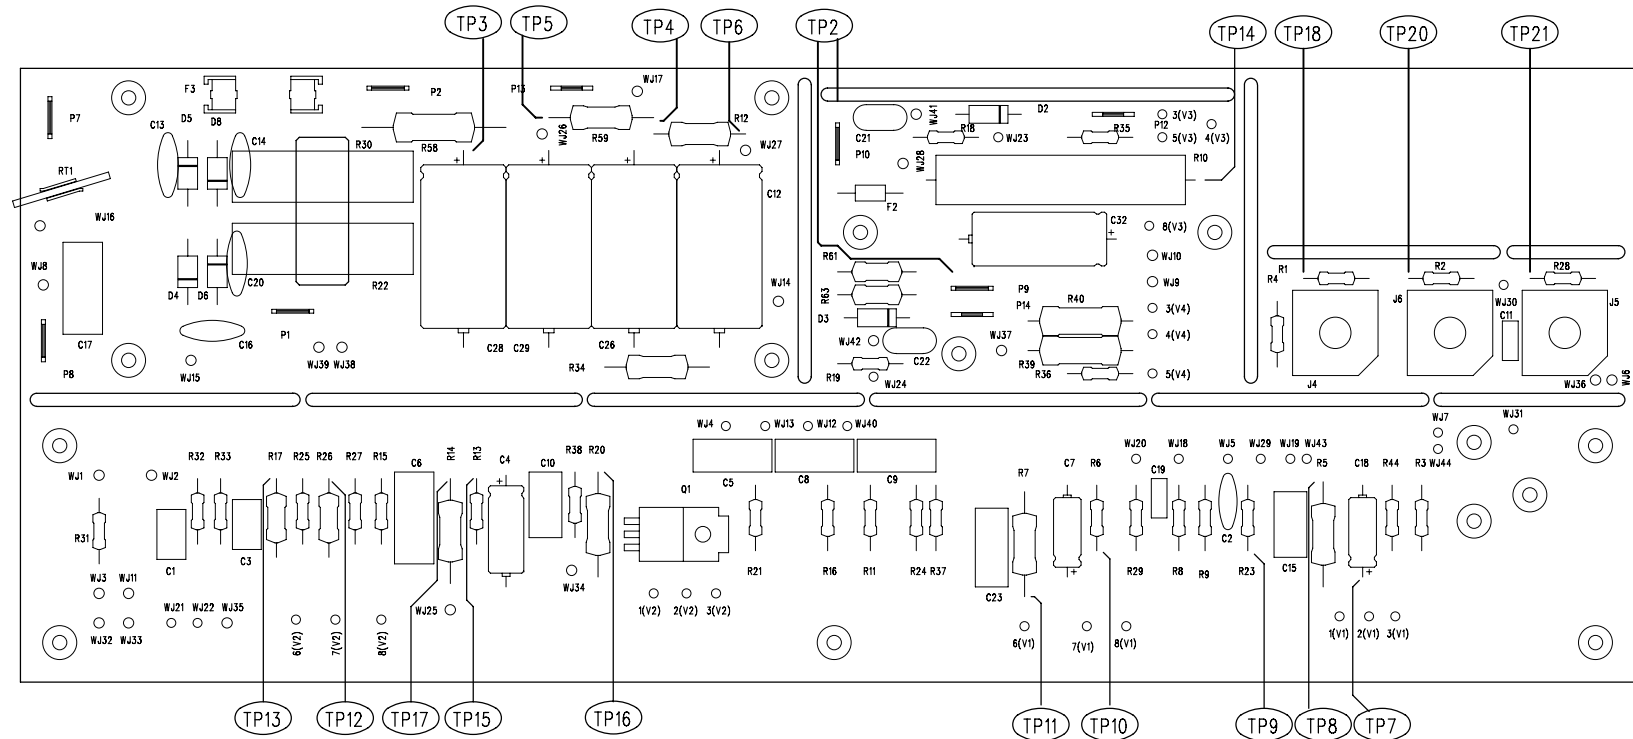 TP3 TP5 TP4 TP6 TP2 TP14 TP18 TP20 TP21
F3 P2 P13 WJ17
P7 C13 D5 D8 C14 R30 R58 WJ26 R59 R12 WJ27
C21 WJ41 D2 R18 WJ23 R35 P12 3(V3) 5(V3) 4(V3)
P10 WJ28 R10
RT1 C12 F2 C32
WJ16 8(V3)
WJ8 R61 WJ10 R4 R1 R2 R28
D4 D6 C20 R22 WJ14 R63 P9 WJ9 J6 WJ30 J5
P1 D3 P14 R40 3(V4) C11
C17 C16 C28 C29 C26 WJ42 C22 WJ37 4(V4)
P8 WJ15 WJ39 WJ38 R34 R19 WJ24 R39 R36 5(V4) J4 WJ36 WJ6
WJ4 WJ13 WJ12 WJ40 WJ7 WJ31
WJ1 WJ2 R32 R33 R17 R25 R26 R27 R15 C6 R14 R13 C4 C10 R38 R20
WJ20 WJ18 WJ5 WJ29 WJ19 WJ43 WJ44
Q1 C5 C8 C9 R7 C7 R6 C19 R5 C18 R44 R3
R31 C1 C3 R21 R16 R11 R24 R37 C23 R29 R8 R9 C2 R23 C15
WJ3 WJ11 WJ34
WJ21 WJ22 WJ35 WJ25 1(V2) 2(V2) 3(V2)
WJ32 WJ33 6(V2) 7(V2) 8(V2) 6(V1) 7(V1) 8(V1) 1(V1) 2(V1) 3(V1)
TP13 TP12 TP17 TP15 TP16 TP11 TP10 TP9 TP8 TP7